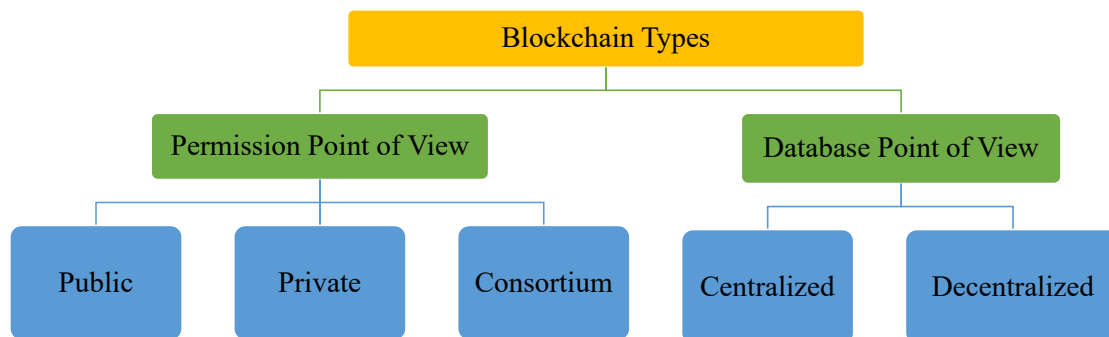 Blockchain Types
Permission Point of View
Database Point of View
Public
Private
Consortium
Centralized
Decentralized